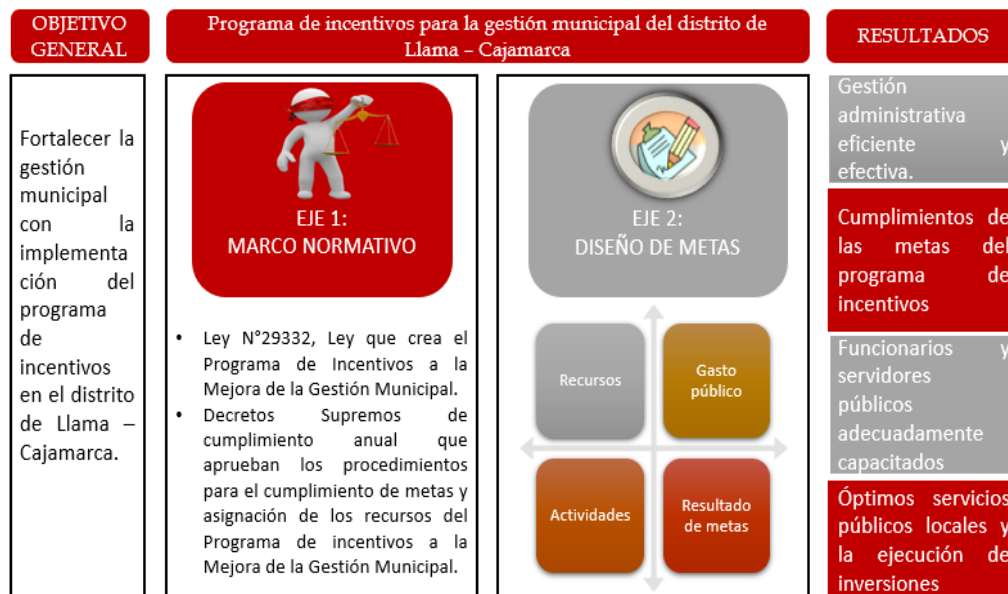 OBJETIVO
GENERAL
Programa de incentivos para la gestión municipal del distrito de
Llama – Cajamarca
RESULTADOS
Fortalecer la
gestión
municipal
con la
implementa
ción del
programa
de
incentivos
en el distrito
de Llama –
Cajamarca.
EJE 1:
MARCO NORMATIVO
• Ley N°29332, Ley que crea el
Programa de Incentivos a la
Mejora de la Gestión Municipal.
• Decretos Supremos de
cumplimiento anual que
aprueban los procedimientos
para el cumplimiento de metas y
asignación de los recursos del
Programa de incentivos a la
Mejora de la Gestión Municipal.
EJE 2:
DISEÑO DE METAS
Recursos
Gasto
público
Actividades
Resultado
de metas
Gestión
administrativa
eficiente y
efectiva.
Cumplimientos de
las metas del
programa de
incentivos
Funcionarios y
servidores
públicos
adecuadamente
capacitados
Óptimos servicios
públicos locales y
la ejecución de
inversiones